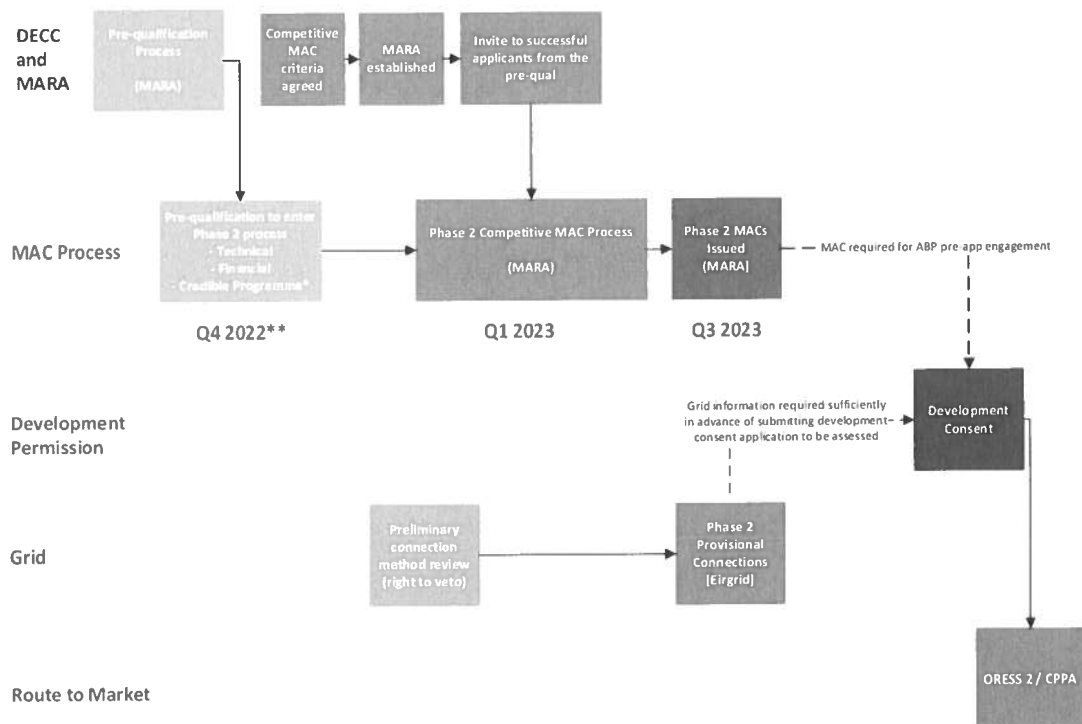 DECC
and
MARA
Pre-qualification
Process
(MARA)
Competitive
MAC
criteria
agreed
MARA
established
Invite to successful
applicants from the
pre-qual
MAC Process
Pre-qualification to enter
Phase 2 process
- Technical
- Financial
- Credible Programme*
Phase 2 Competitive MAC Process
(MARA)
Phase 2 MACs
Issued
(MARA]
MAC required for ABP pre-app engagement
Q4 2022**
Q1 2023
Q3 2023
Development
Permission
Grid information required sufficiently
in advance of submitting development
consent application to be assessed
Development
Consent
Grid
Preliminary
connection
method review
(right to veto)
Phase 2
Provisional
Connections
[Eirgrid]
Route to Market
ORESS 2 / CPPA